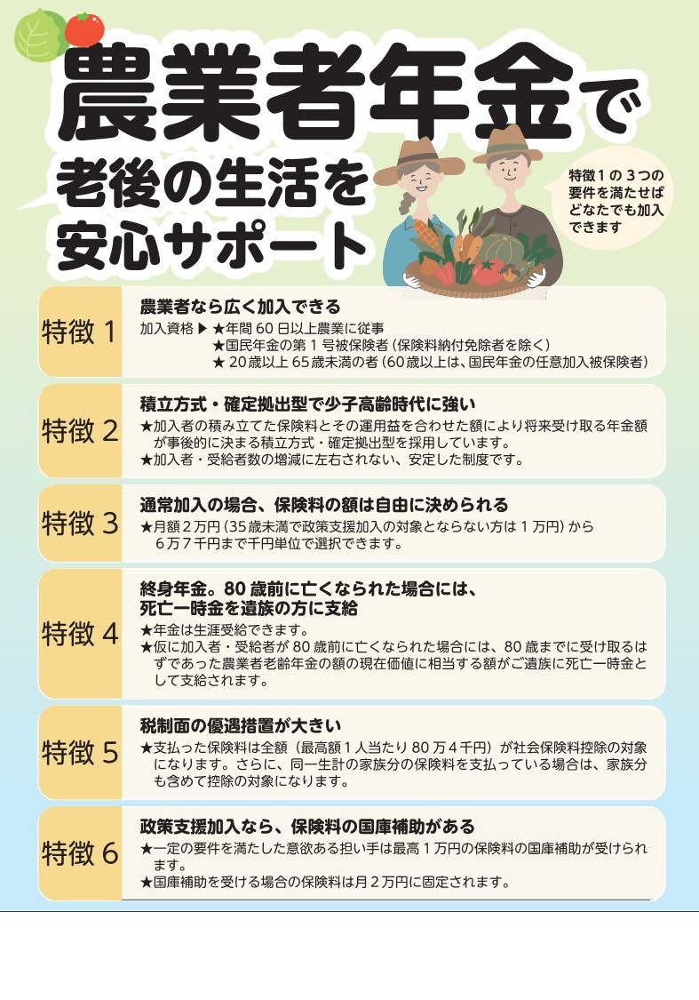 農業者年金で
老後の生活を
安心サポート
特徴１の３つの
要件を満たせば
どなたでも加入
できます
特徴 1
農業者なら広く加入できる
加入資格▶★年間 60 日以上農業に従事
★国民年金の第１号被保険者（保険料納付免除者を除く）
★ 20歳以上 65歳未満の者（60歳以上は、国民年金の任意加入被保険者）
特徴 2
積立方式・確定拠出型で少子高齢時代に強い
★加入者の積み立てた保険料とその運用益を合わせた額により将来受け取る年金額
が事後的に決まる積立方式・確定拠出型を採用しています。
★加入者・受給者数の増減に左右されない、安定した制度です。
特徴 3
通常加入の場合、保険料の額は自由に決められる
★月額２万円（35歳未満で政策支援加入の対象とならない方は１万円）から
６万７千円まで千円単位で選択できます。
特徴 4
終身年金。80 歳前に亡くなられた場合には、
死亡一時金を遺族の方に支給
★年金は生涯受給できます。
★仮に加入者・受給者が 80 歳前に亡くなられた場合には、80 歳までに受け取るは
ずであった農業者老齢年金の額の現在価値に相当する額がご遺族に死亡一時金と
して支給されます。
特徴 5
税制面の優遇措置が大きい
★支払った保険料は全額（最高額１人当たり 80 万４千円）が社会保険料控除の対象
になります。さらに、同一生計の家族分の保険料を支払っている場合は、家族分
も含めて控除の対象になります。
特徴 6
政策支援加入なら、保険料の国庫補助がある
★一定の要件を満たした意欲ある担い手は最高１万円の保険料の国庫補助が受けられ
ます。
★国庫補助を受ける場合の保険料は月２万円に固定されます。